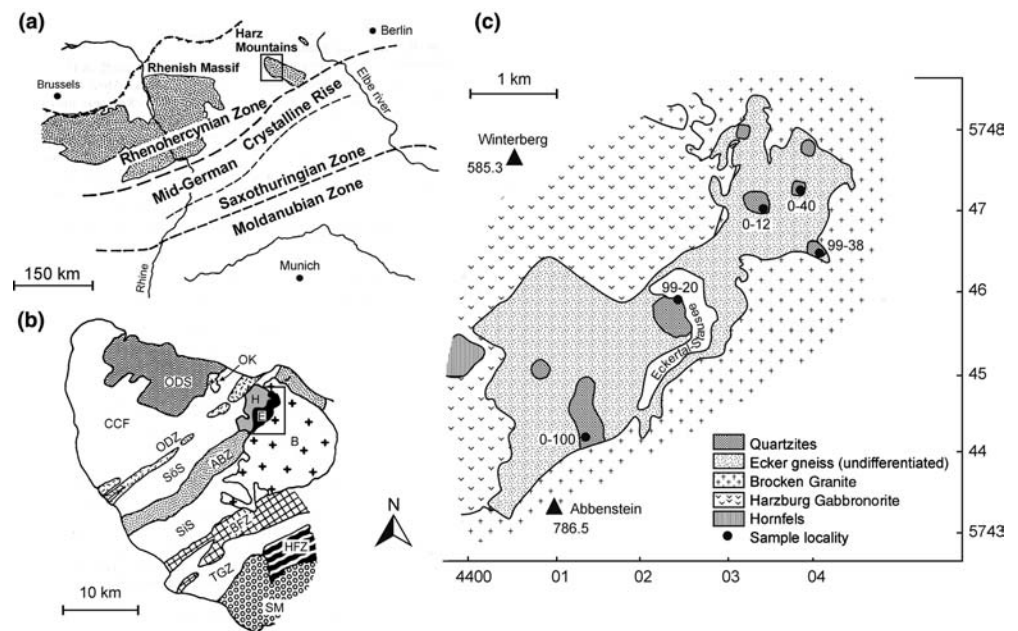 (a)
Harz
Mountains
Berlin
Brussels
Rhenish Massif
Elbe river
Rhenohercynian Zone
Mid-German Crystalline Rise
Saxothuringian Zone
Moldanubian Zone
150 km
Rhine
Munich
(b)
OK
ODS
H
E
CCF
B
ODZ
SöS
ABZ
N
SiS
BFZ
HFZ
TGZ
10 km
SM
(c)
1 km
Winterberg
585.3
5748
0-40
0-12
47
99-38
99-20
46
Eckertal Stausee
45
0-100
44
Abbenstein
786.5
5743
Quartzites
Ecker gneiss (undifferentiated)
Brocken Granite
Harzburg Gabbronorite
Hornfels
Sample locality
4400 01 02 03 04